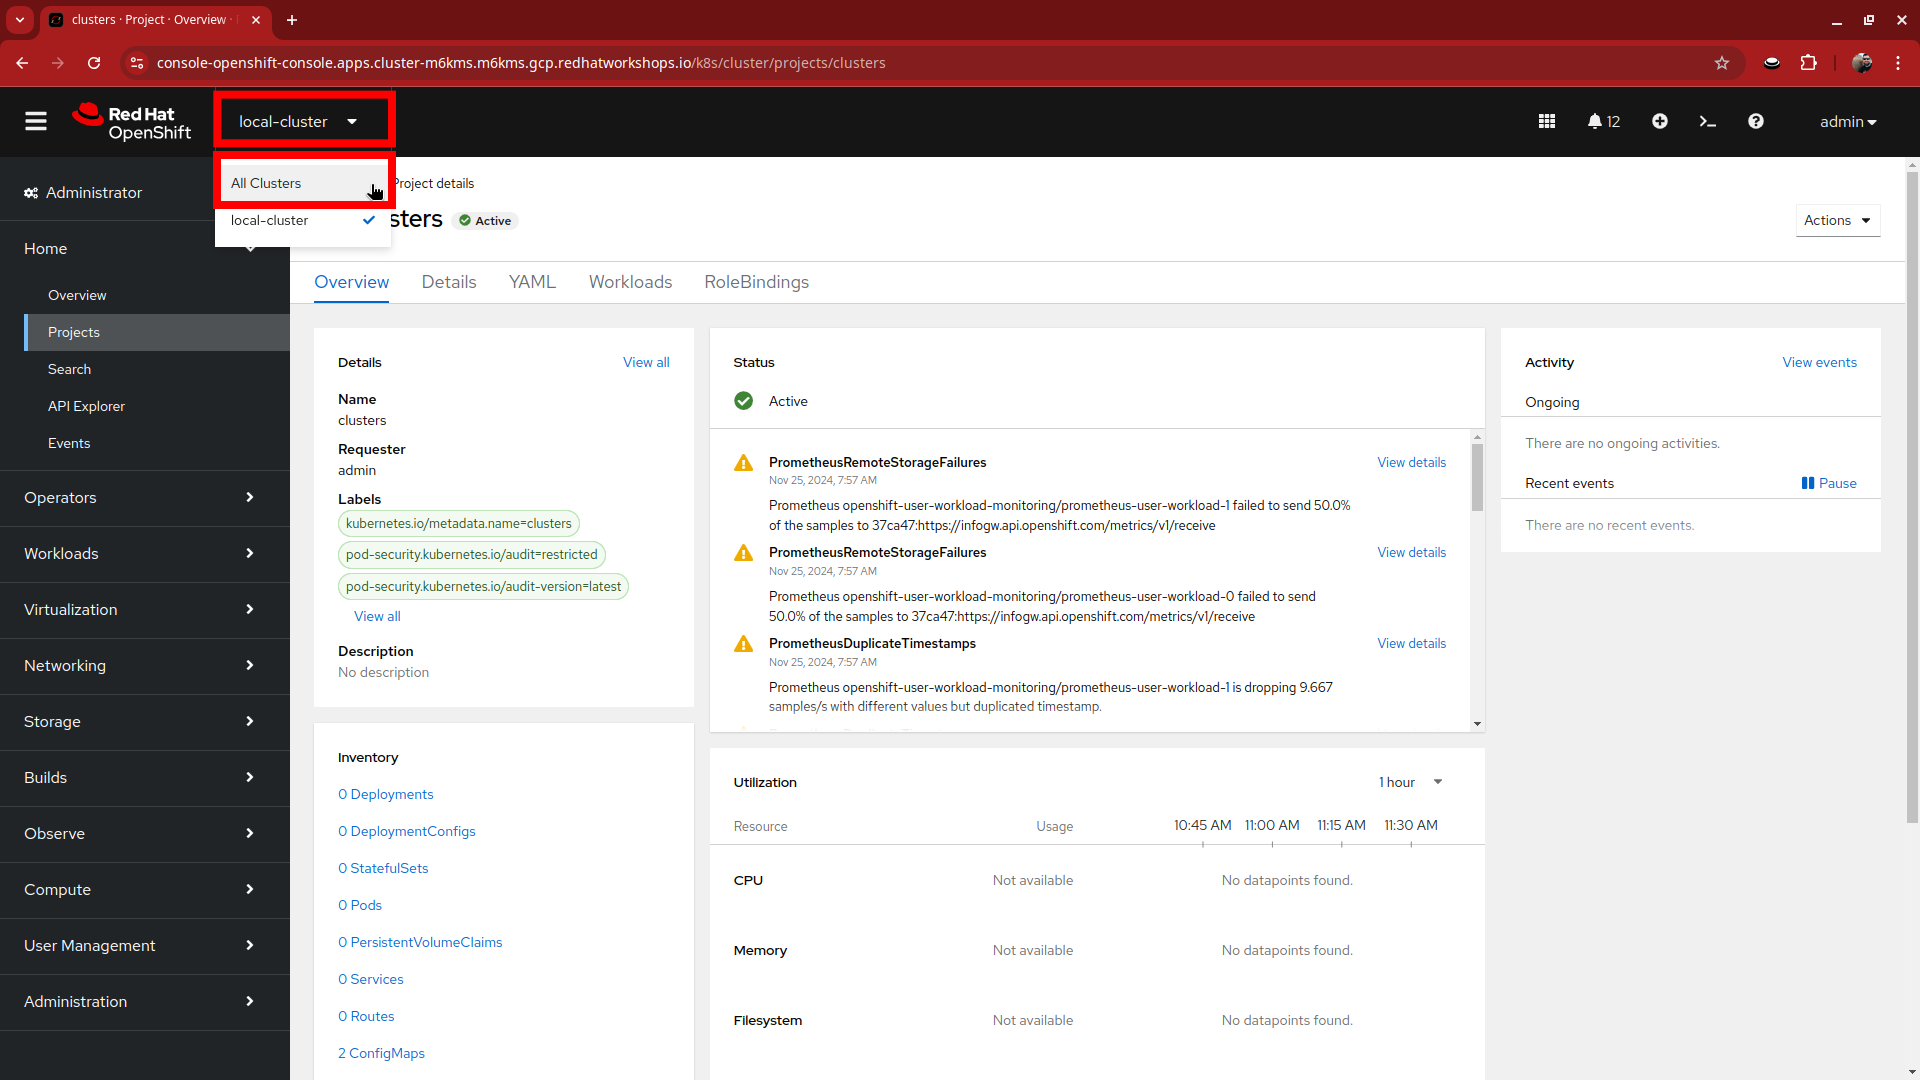 clusters · Project · Overview ·
console-openshift-console.apps.cluster-m6kms.m6kms.gcp.redhatworkshops.io/k8s/cluster/projects/clusters
Red Hat
OpenShift
local-cluster
12
admin
All Clusters
local-cluster
Project details
sters
Active
Actions
Administrator
Home
Overview
Projects
Search
API Explorer
Events
Operators
Workloads
Virtualization
Networking
Storage
Builds
Observe
Compute
User Management
Administration
Overview
Details
YAML
Workloads
RoleBindings
Details
View all
Name
clusters
Requester
admin
Labels
kubernetes.io/metadata.name=clusters
pod-security.kubernetes.io/audit=restricted
pod-security.kubernetes.io/audit-version=latest
View all
Description
No description
Inventory
0 Deployments
0 DeploymentConfigs
0 StatefulSets
0 Pods
0 PersistentVolumeClaims
0 Services
0 Routes
2 ConfigMaps
Status
Active
PrometheusRemoteStorageFailures
View details
Nov 25, 2024, 7:57 AM
Prometheus openshift-user-workload-monitoring/prometheus-user-workload-1 failed to send 50.0%
of the samples to 37ca47:https://infogw.api.openshift.com/metrics/v1/receive
PrometheusRemoteStorageFailures
View details
Nov 25, 2024, 7:57 AM
Prometheus openshift-user-workload-monitoring/prometheus-user-workload-0 failed to send
50.0% of the samples to 37ca47:https://infogw.api.openshift.com/metrics/v1/receive
PrometheusDuplicateTimestamps
View details
Nov 25, 2024, 7:57 AM
Prometheus openshift-user-workload-monitoring/prometheus-user-workload-1 is dropping 9.667
samples/s with different values but duplicated timestamp.
Utilization
1 hour
Resource
Usage
10:45 AM
11:00 AM
11:15 AM
11:30 AM
CPU
Not available
No datapoints found.
Memory
Not available
No datapoints found.
Filesystem
Not available
No datapoints found.
Activity
View events
Ongoing
There are no ongoing activities.
Recent events
Pause
There are no recent events.